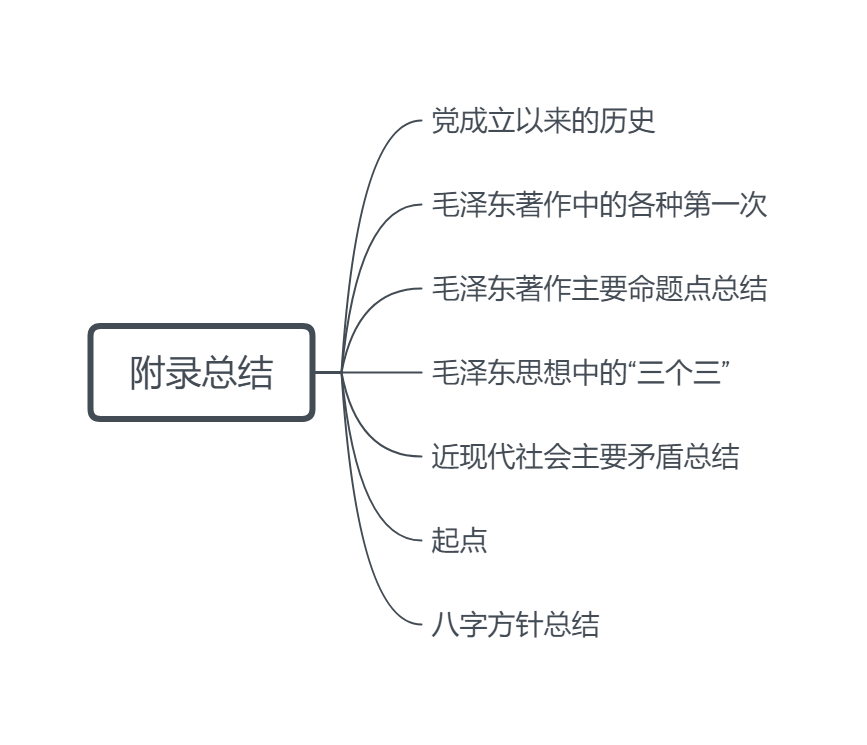 党成立以来的历史
毛泽东著作中的各种第一次
毛泽东著作主要命题点总结
附录总结
毛泽东思想中的“三个三”
近现代社会主要矛盾总结
起点
八字方针总结